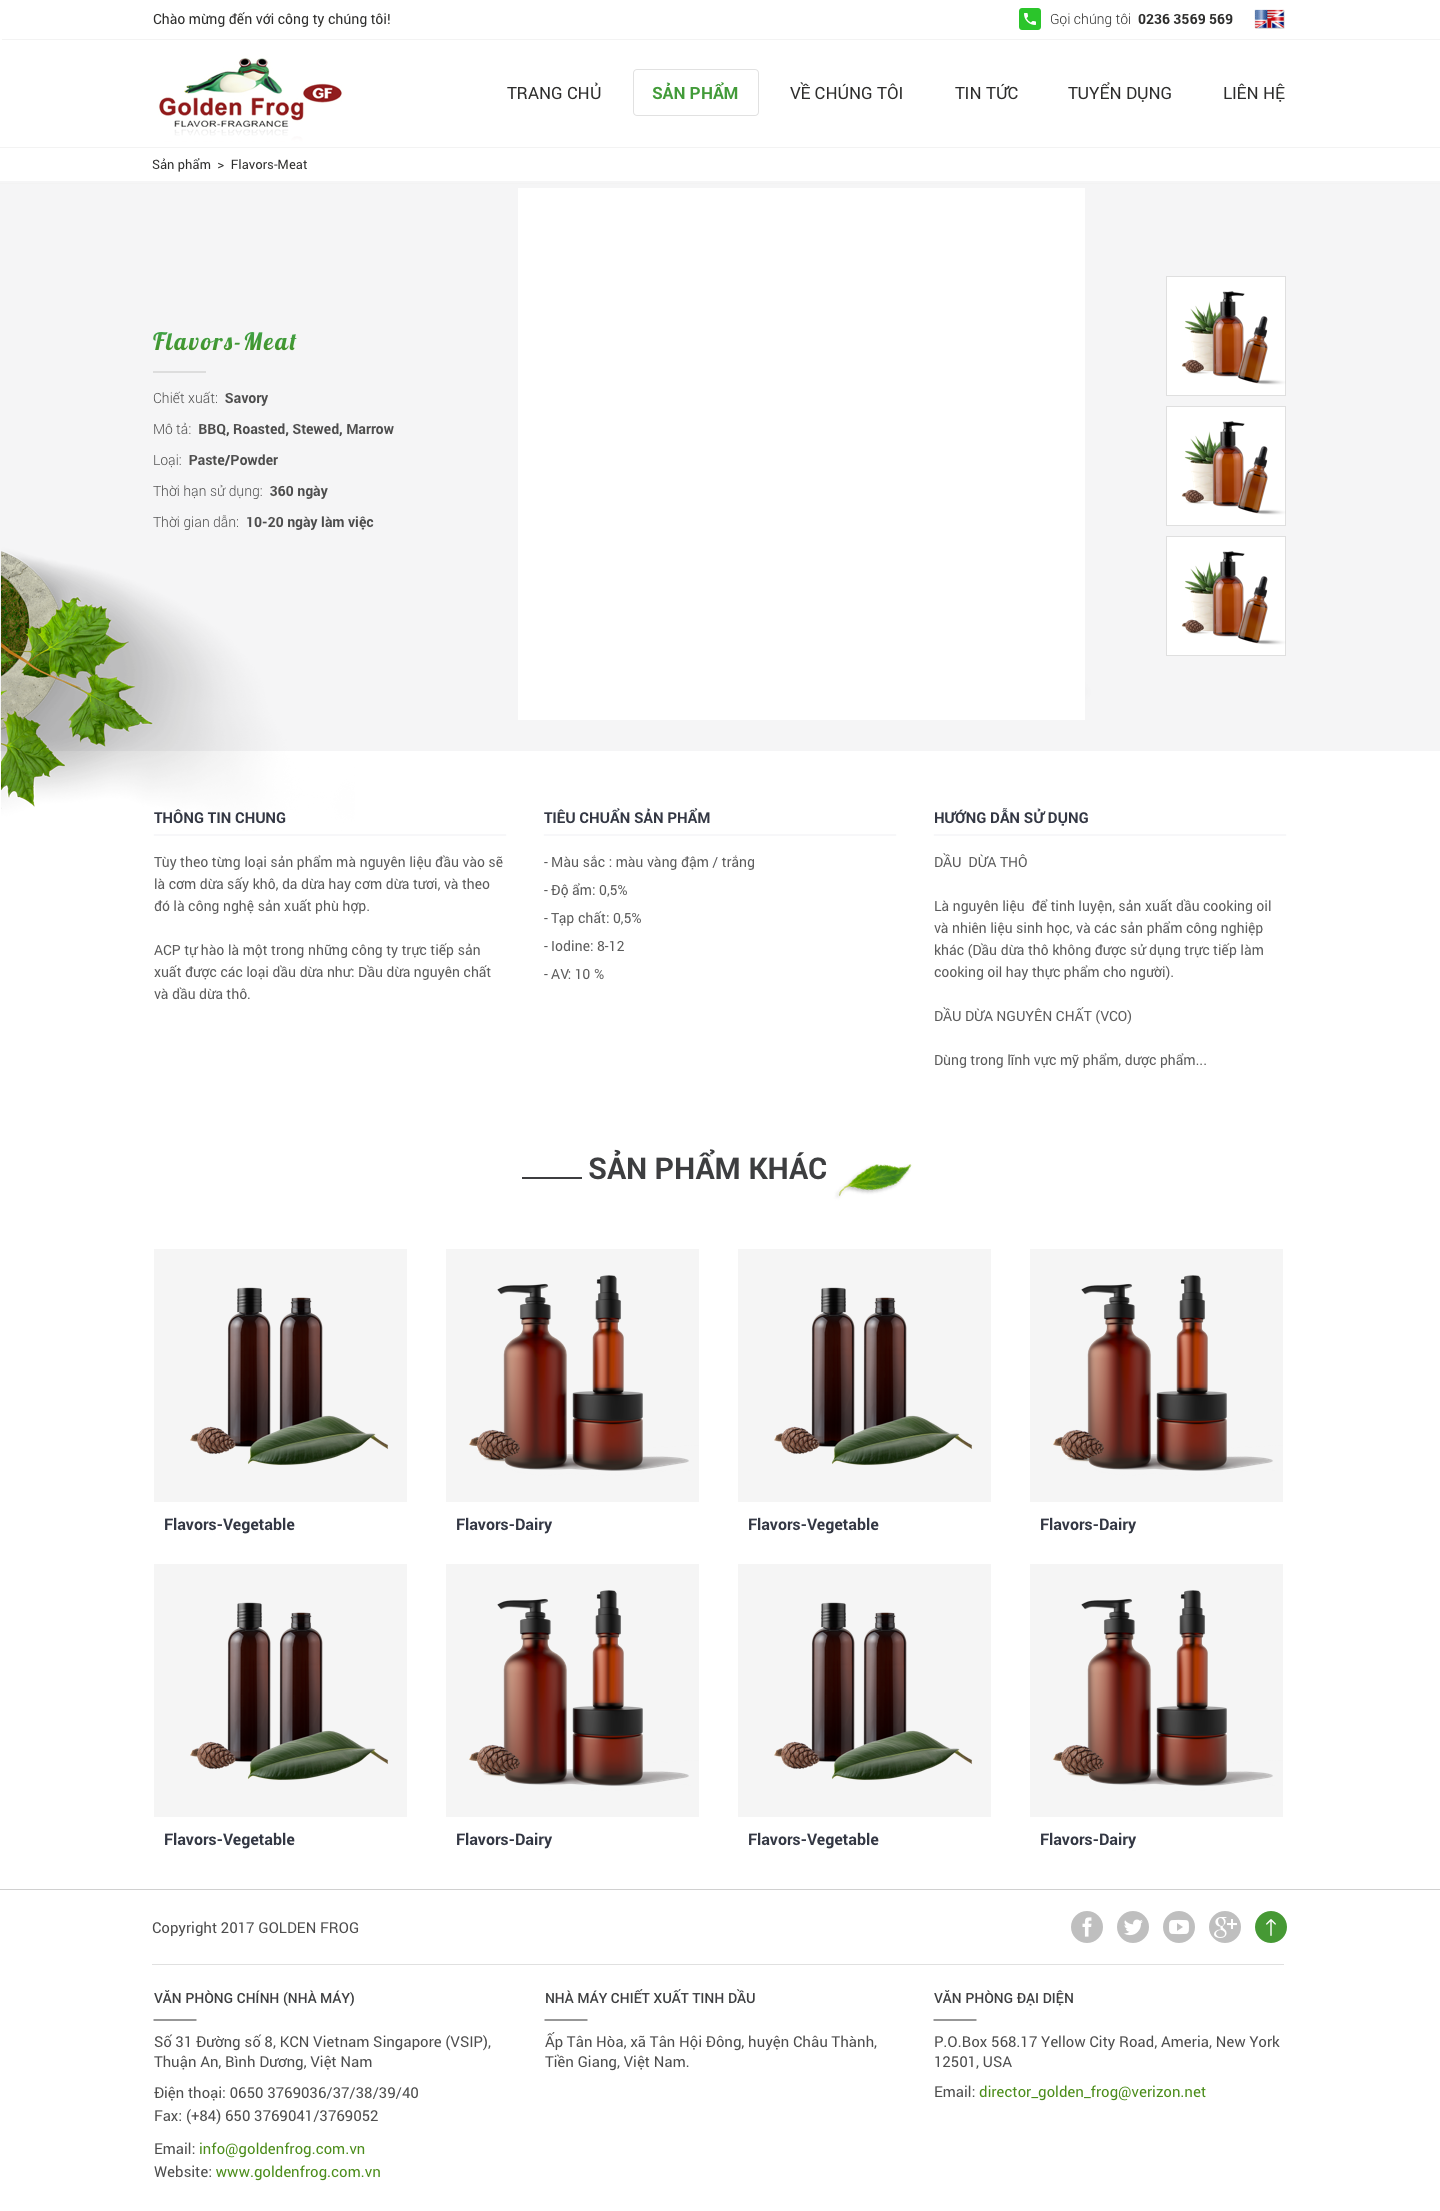 Chào mừng đến với công ty chúng tôi!
Gọi chúng tôi 0236 3569 569
Golden Frog GF
FLAVOR-FRAGRANCE
TRANG CHỦ
SẢN PHẨM
VỀ CHÚNG TÔI
TIN TỨC
TUYỂN DỤNG
LIÊN HỆ
Sản phẩm > Flavors-Meat
Flavors-Meat
Chiết xuất: Savory
Mô tả: BBQ, Roasted, Stewed, Marrow
Loại: Paste/Powder
Thời hạn sử dụng: 360 ngày
Thời gian dẫn: 10-20 ngày làm việc
THÔNG TIN CHUNG
Tùy theo từng loại sản phẩm mà nguyên liệu đầu vào sẽ
là cơm dừa sấy khô, da dừa hay cơm dừa tươi, và theo
đó là công nghệ sản xuất phù hợp.
ACP tự hào là một trong những công ty trực tiếp sản
xuất được các loại dầu dừa như: Dầu dừa nguyên chất
và dầu dừa thô.
TIÊU CHUẨN SẢN PHẨM
- Màu sắc : màu vàng đậm / trắng
- Độ ẩm: 0,5%
- Tạp chất: 0,5%
- Iodine: 8-12
- AV: 10 %
HƯỚNG DẪN SỬ DỤNG
DẦU DỪA THÔ
Là nguyên liệu để tinh luyện, sản xuất dầu cooking oil
và nhiên liệu sinh học, và các sản phẩm công nghiệp
khác (Dầu dừa thô không được sử dụng trực tiếp làm
cooking oil hay thực phẩm cho người).
DẦU DỪA NGUYÊN CHẤT (VCO)
Dùng trong lĩnh vực mỹ phẩm, dược phẩm...
SẢN PHẨM KHÁC
Flavors-Vegetable
Flavors-Dairy
Flavors-Vegetable
Flavors-Dairy
Flavors-Vegetable
Flavors-Dairy
Flavors-Vegetable
Flavors-Dairy
Copyright 2017 GOLDEN FROG
VĂN PHÒNG CHÍNH (NHÀ MÁY)
Số 31 Đường số 8, KCN Vietnam Singapore (VSIP),
Thuận An, Bình Dương, Việt Nam
Điện thoại: 0650 3769036/37/38/39/40
Fax: (+84) 650 3769041/3769052
Email: info@goldenfrog.com.vn
Website: www.goldenfrog.com.vn
NHÀ MÁY CHIẾT XUẤT TINH DẦU
Ấp Tân Hòa, xã Tân Hội Đông, huyện Châu Thành,
Tiền Giang, Việt Nam.
VĂN PHÒNG ĐẠI DIỆN
P.O.Box 568.17 Yellow City Road, Ameria, New York
12501, USA
Email: director_golden_frog@verizon.net